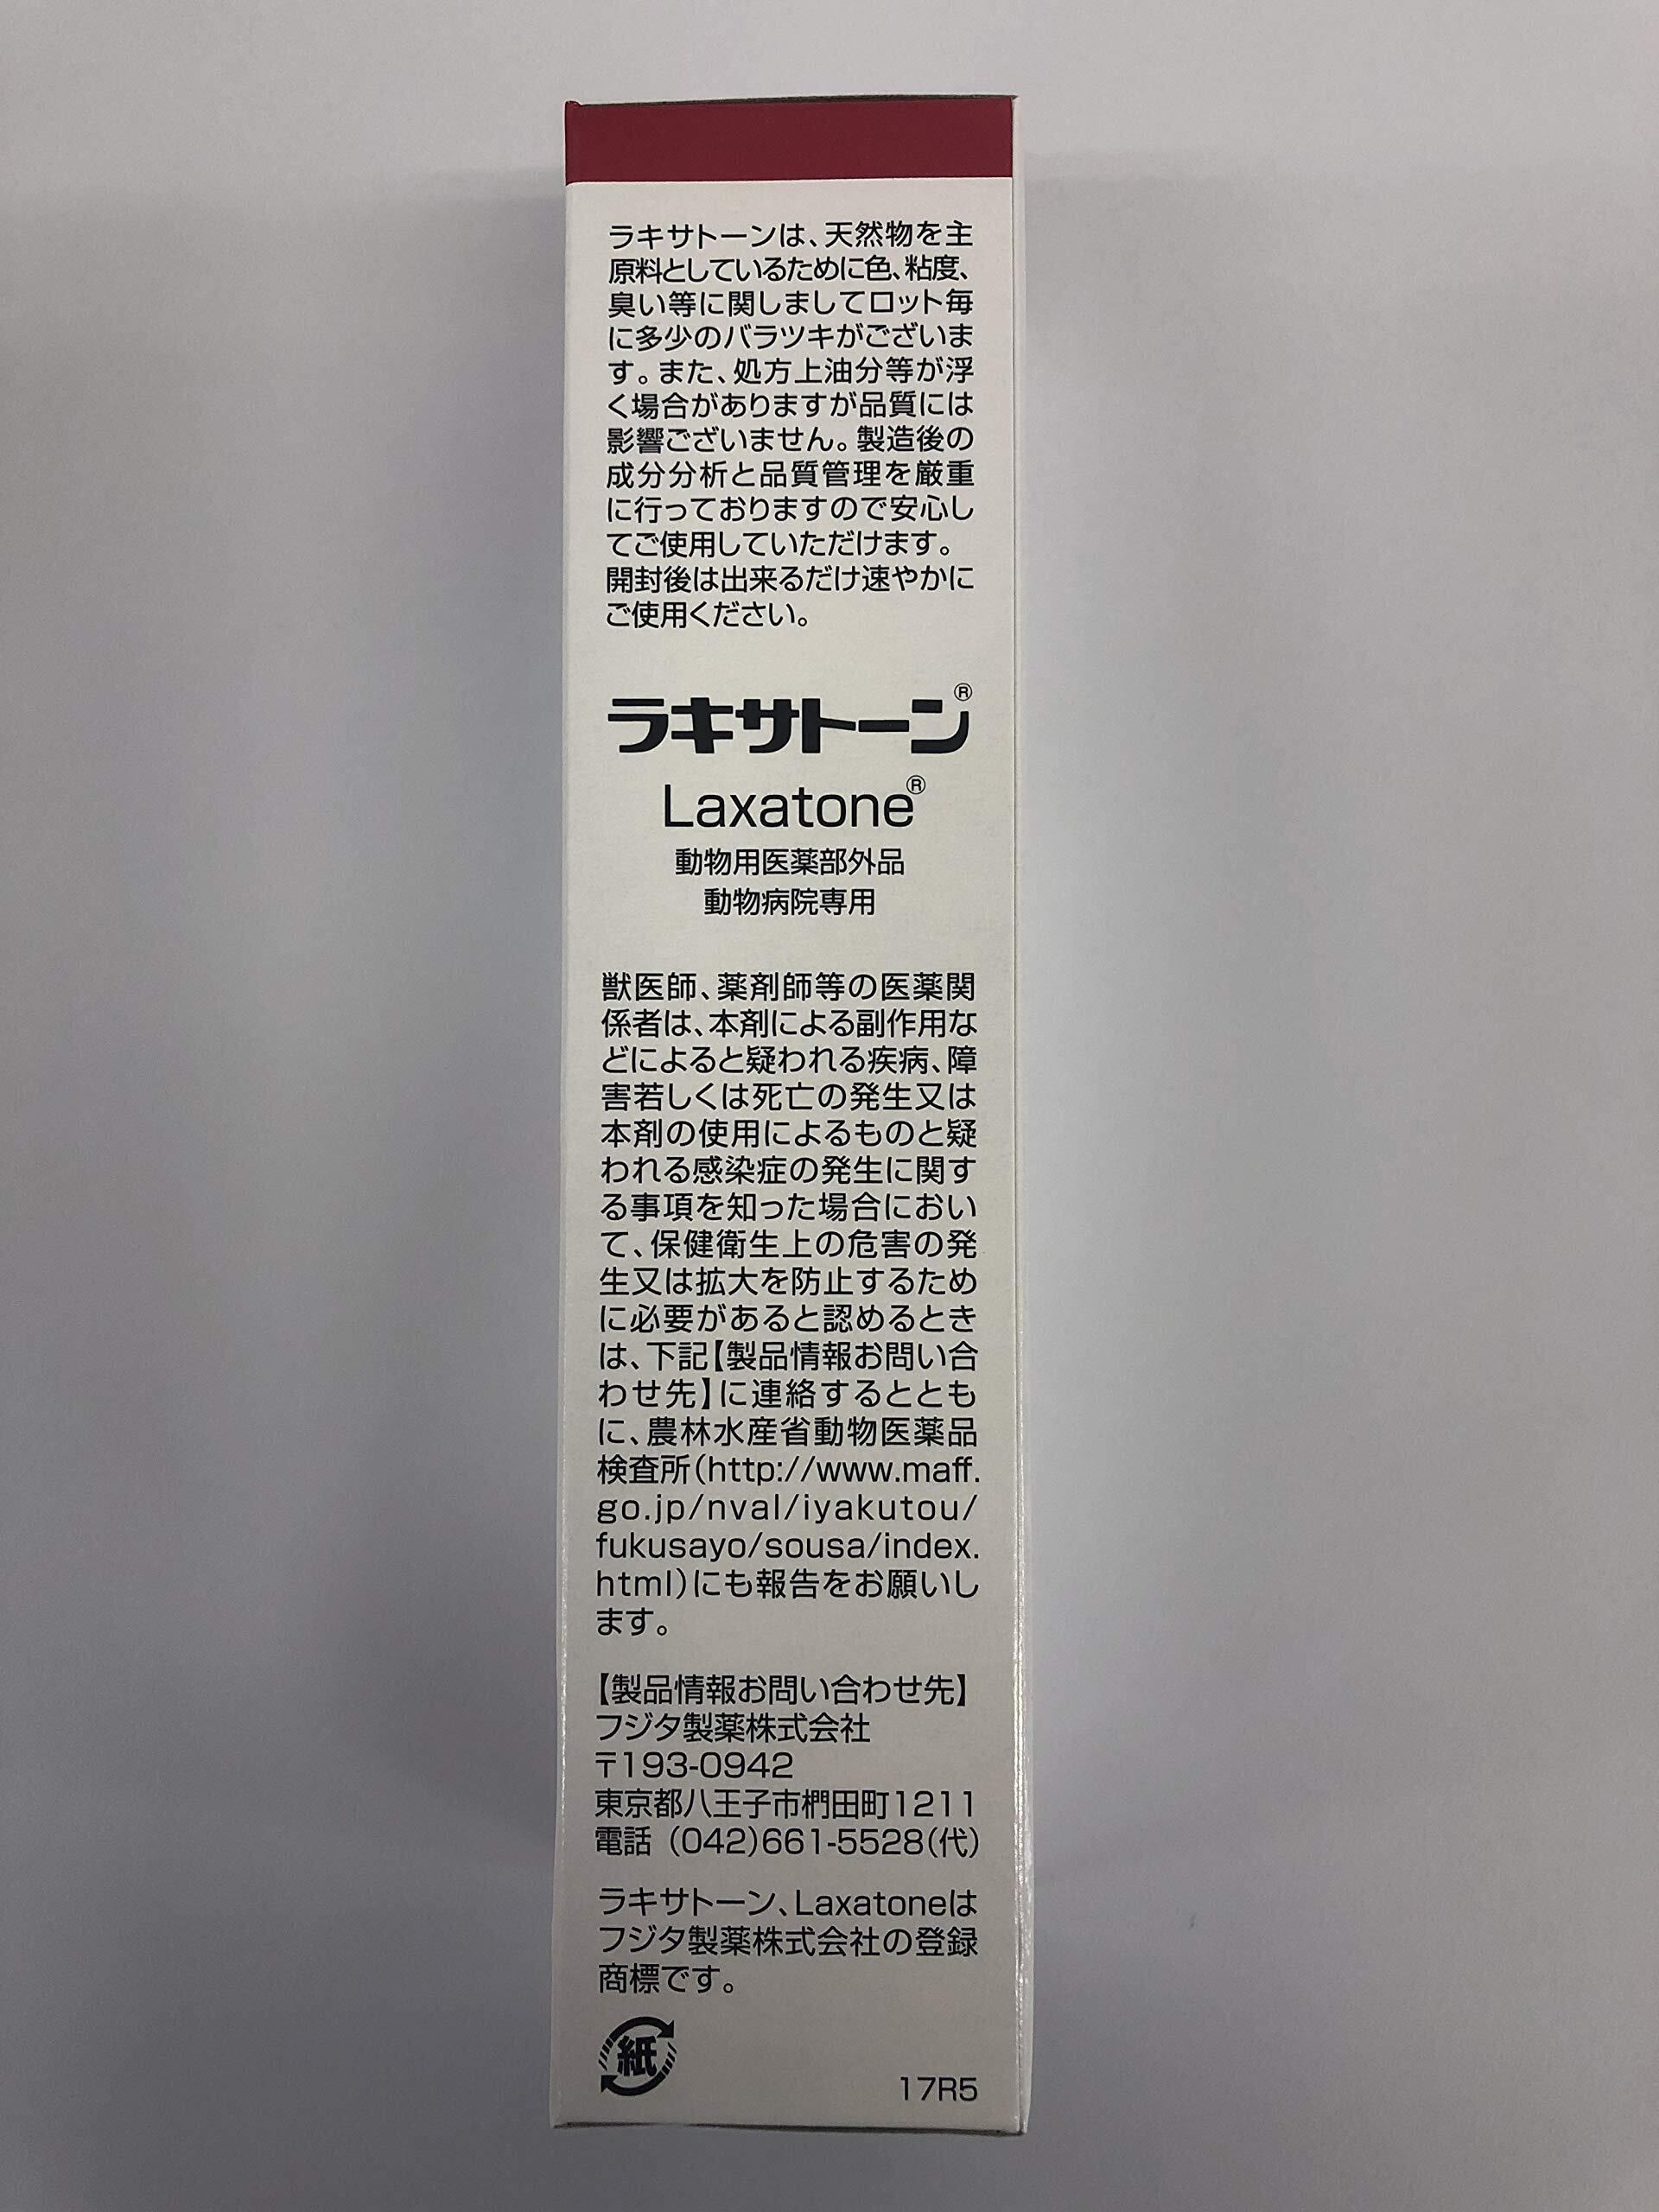 ラキサトーンは、天然物を主
原料としているために色、粘度、
臭い等に関しましてロット毎
に多少のバラツキがございま
す。また、処方上油分等が浮
く場合がありますが品質には
影響ございません。製造後の
成分分析と品質管理を厳重
に行っておりますので安心し
てご使用していただけます。
開封後は出来るだけ速やかに
ご使用ください。
ラキサトーン®
Laxatone®
動物用医薬部外品
動物病院専用
獣医師、薬剤師等の医薬関
係者は、本剤による副作用な
どによると疑われる疾病、障
害若しくは死亡の発生又は
本剤の使用によるものと疑
われる感染症の発生に関す
る事項を知った場合におい
て、保健衛生上の危害の発
生又は拡大を防止するため
に必要があると認めるとき
は、下記【製品情報お問い合
わせ先】に連絡するととも
に、農林水産省動物医薬品
検査所(http://www.maff.
go.jp/nval/iyakutou/
fukusayo/sousa/index.
html)にも報告をお願いし
ます。
【製品情報お問い合わせ先】
フジタ製薬株式会社
〒193-0942
東京都八王子市椚田町1211
電話 (042)661-5528(代)
ラキサトーン、Laxatoneは
フジタ製薬株式会社の登録
商標です。
紙
17R5